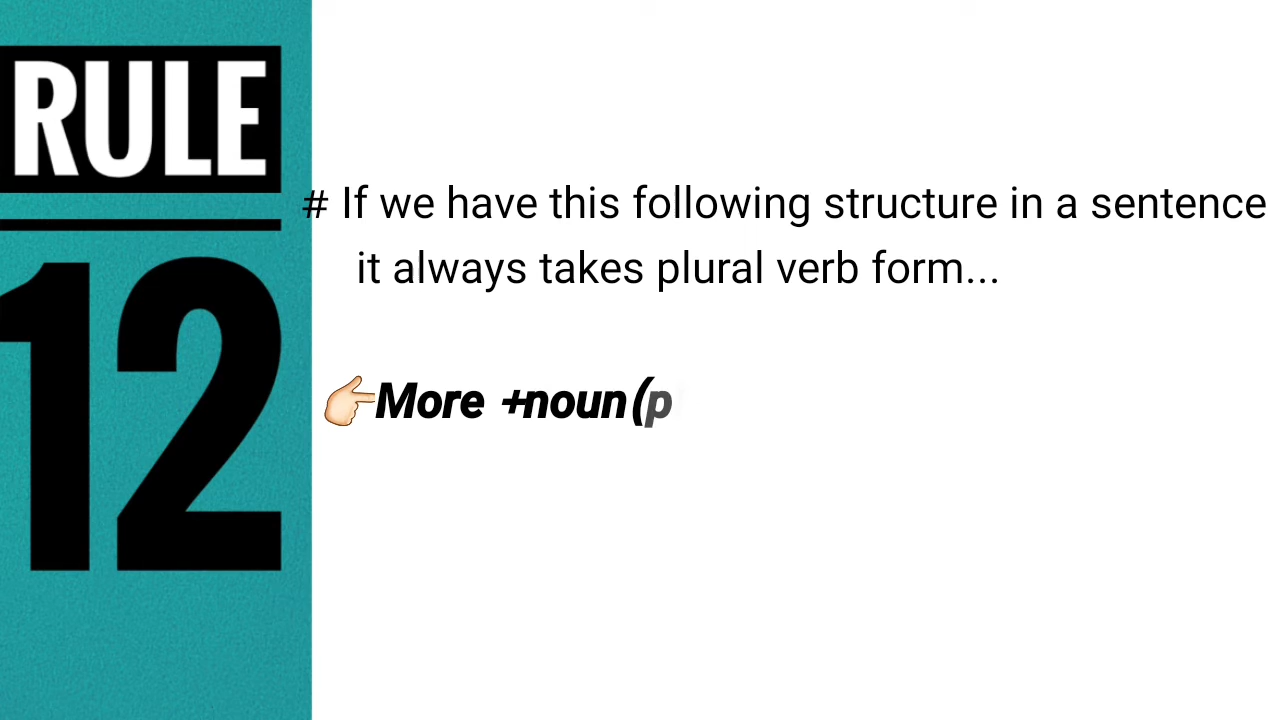 RULE
12
# If we have this following structure in a sentence
it always takes plural verb form...
👉More +noun(p